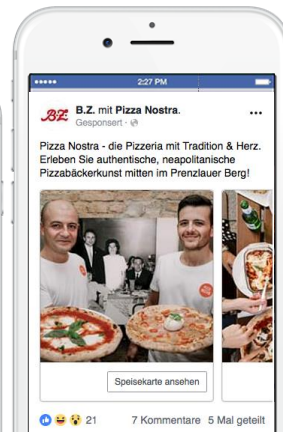 2:27 PM
B.Z. B.Z. mit Pizza Nostra.
Gesponsert ·
Pizza Nostra - die Pizzeria mit Tradition & Herz.
Erleben Sie authentische, neapolitanische
Pizzabäckerkunst mitten im Prenzlauer Berg!
Speisekarte ansehen
21 7 Kommentare 5 Mal geteilt